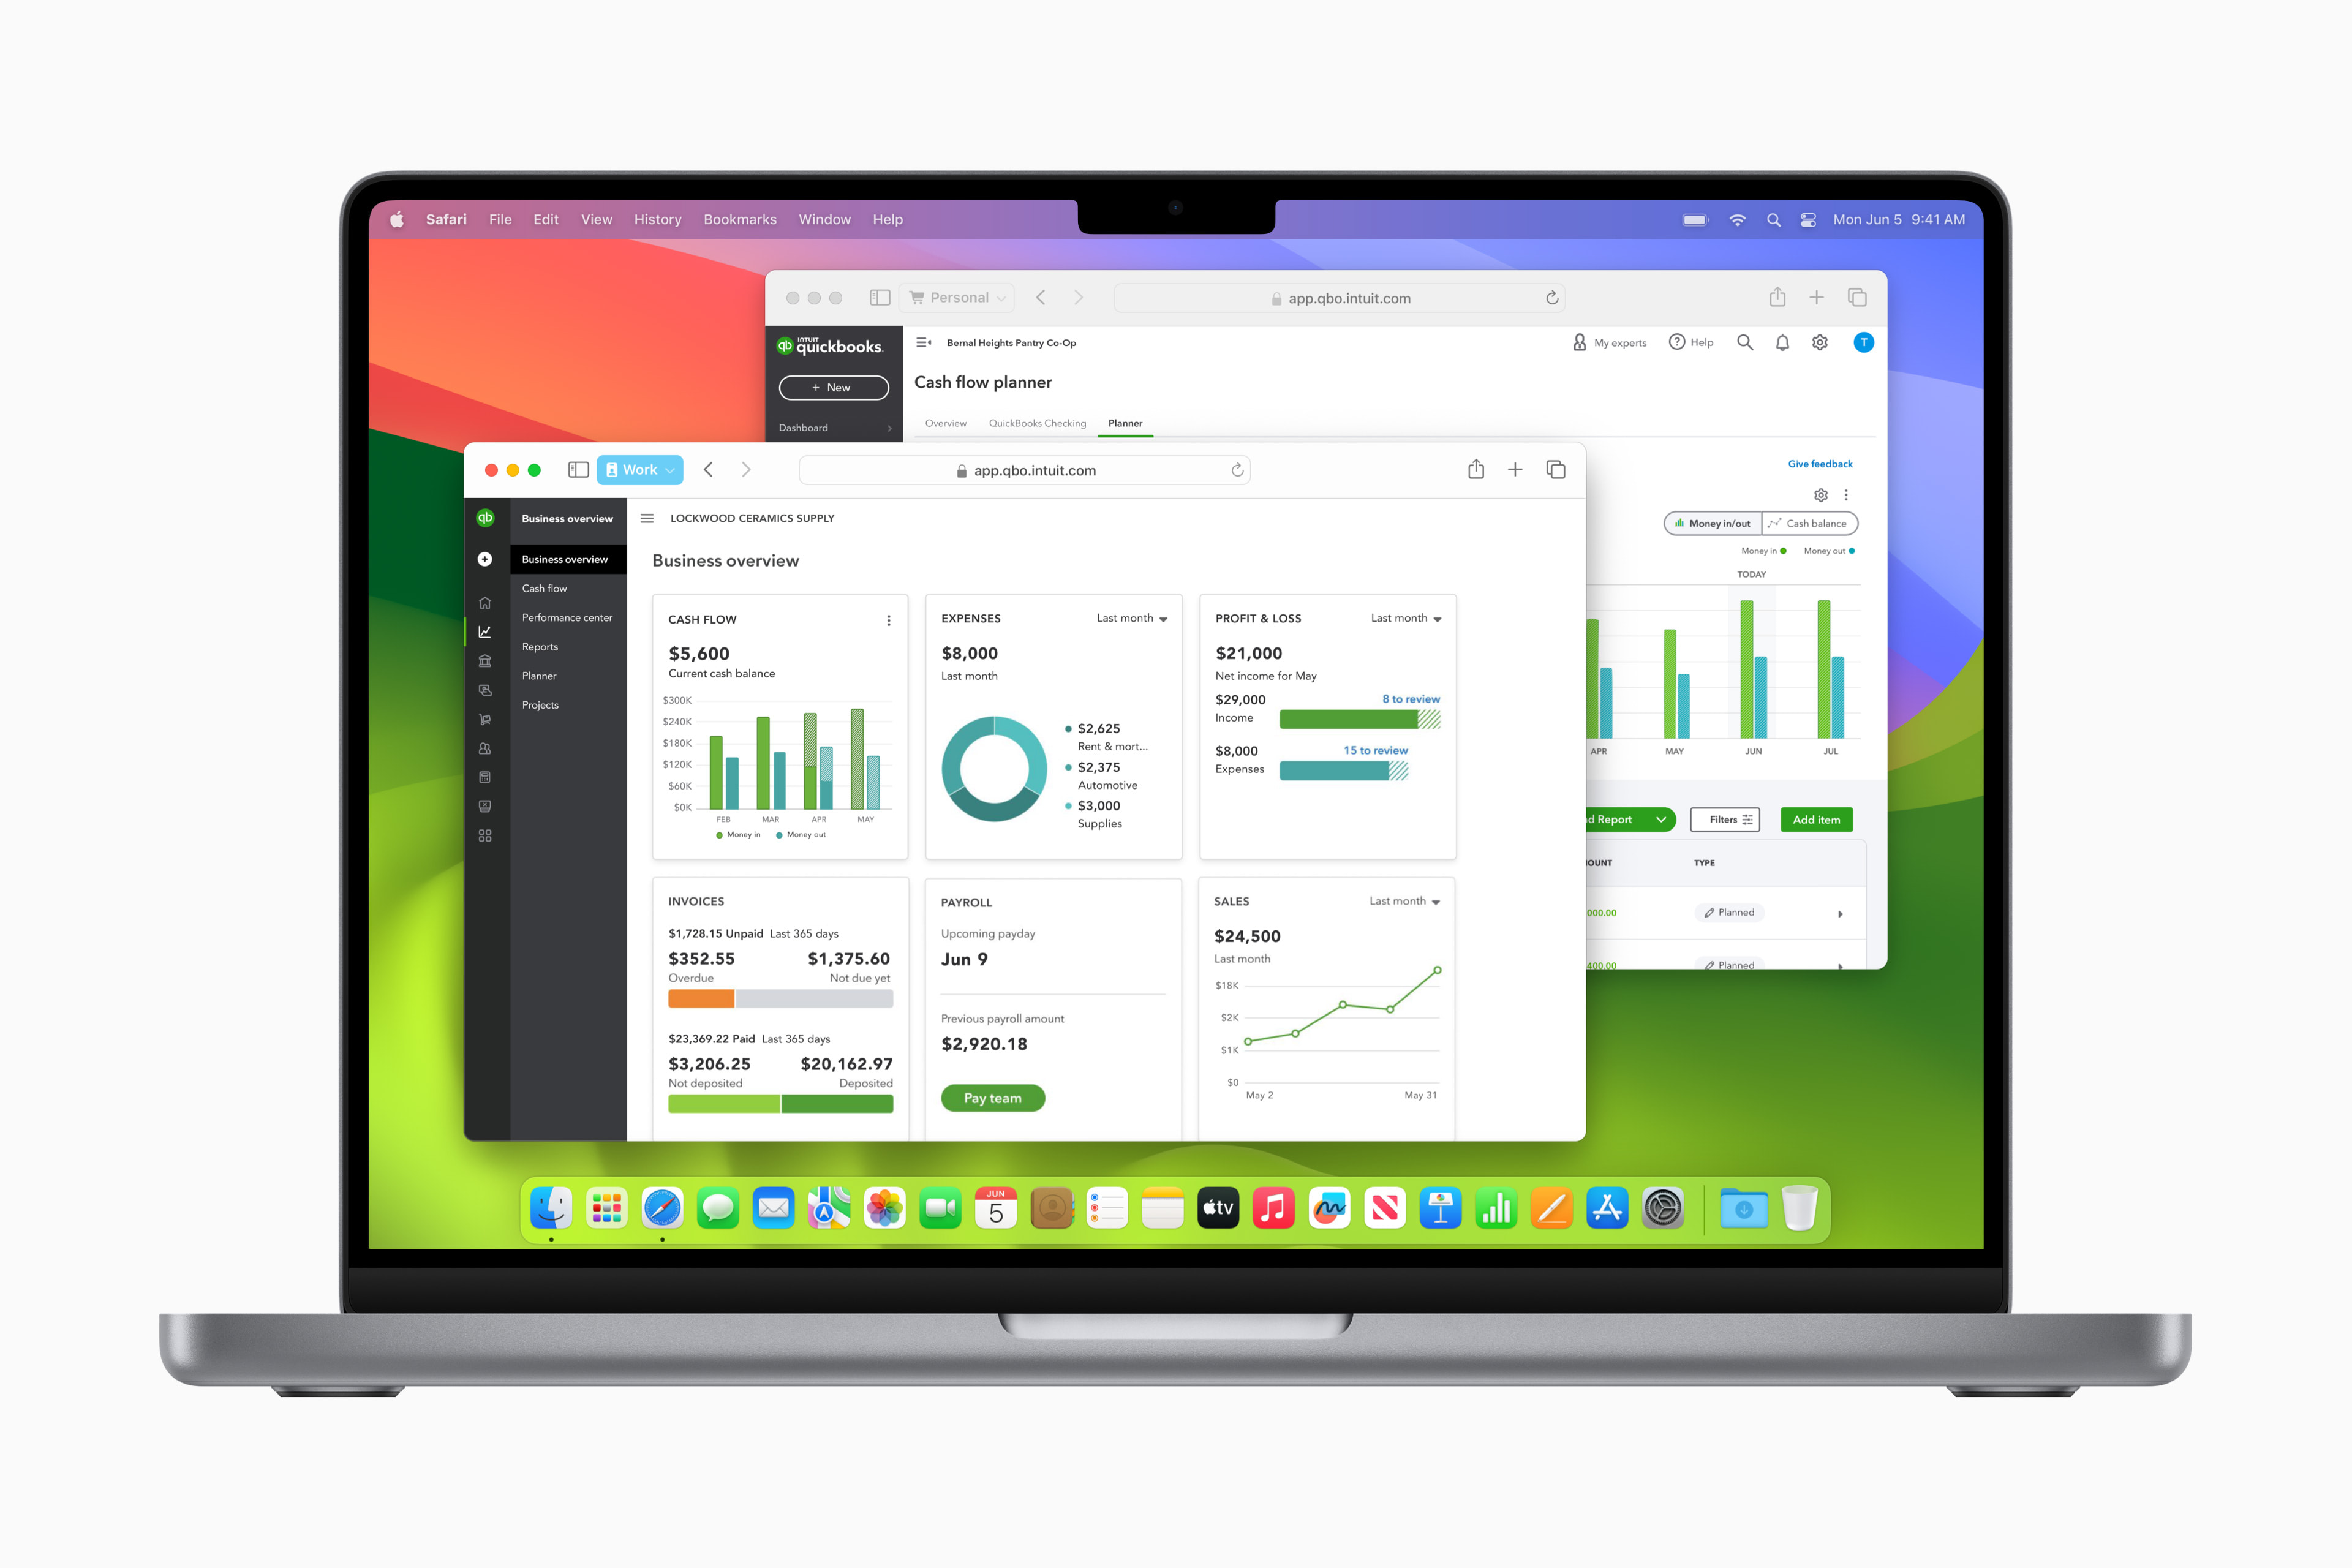 Safari File Edit View History Bookmarks Window Help
Mon Jun 5 9:41 AM
Personal
app.qbo.intuit.com
INTUIT
qb quickbooks.
Bernal Heights Pantry Co-Op
My experts
Help
T
+ New
Cash flow planner
Dashboard
Overview QuickBooks Checking Planner
Give feedback
Money in/out Cash balance
Money in Money out
TODAY
APR MAY JUN JUL
d Report Filters Add item
OUNT TYPE
000.00 Planned
400.00 Planned
Work
app.qbo.intuit.com
qb
Business overview
Business overview
Cash flow
Performance center
Reports
Planner
Projects
LOCKWOOD CERAMICS SUPPLY
Business overview
CASH FLOW
$5,600
Current cash balance
$300K
$240K
$180K
$120K
$60K
$0K
FEB MAR APR MAY
Money in Money out
EXPENSES Last month
$8,000
Last month
$2,625
Rent & mort...
$2,375
Automotive
$3,000
Supplies
PROFIT & LOSS Last month
$21,000
Net income for May
$29,000 8 to review
Income
$8,000 15 to review
Expenses
INVOICES
$1,728.15 Unpaid Last 365 days
$352.55 $1,375.60
Overdue Not due yet
$23,369.22 Paid Last 365 days
$3,206.25 $20,162.97
Not deposited Deposited
PAYROLL
Upcoming payday
Jun 9
Previous payroll amount
$2,920.18
Pay team
SALES Last month
$24,500
Last month
$18K
$2K
$1K
$0
May 2 May 31
JUN
5
tv